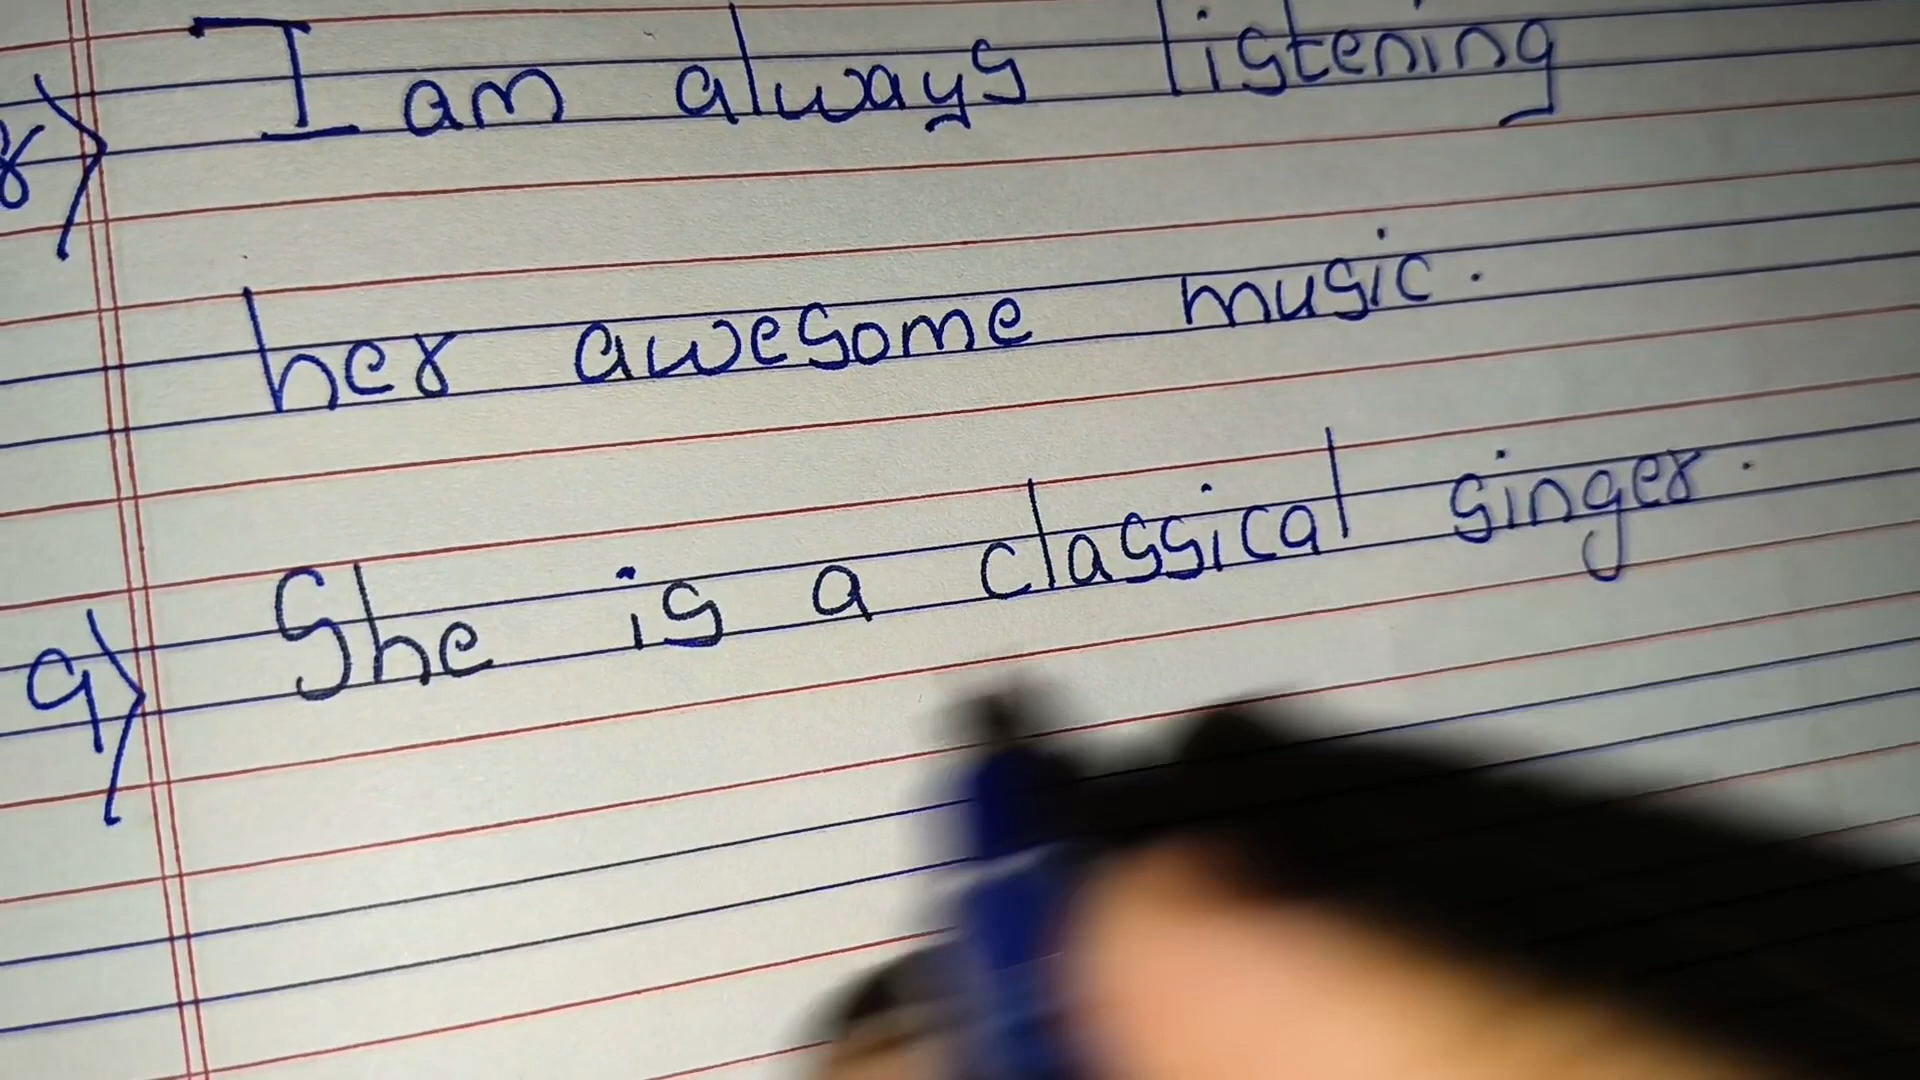 8) I am always listening
her awesome music.
9) She is a classical singer.